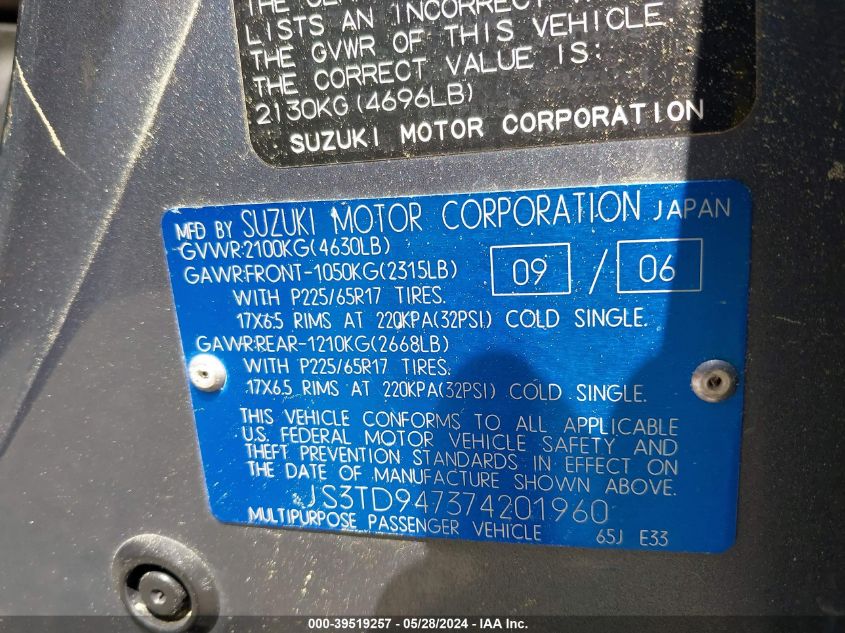 LISTS AN INCORRECT
THE GVWR OF THIS VEHICLE.
THE CORRECT VALUE IS:
2130KG (4696LB)
SUZUKI MOTOR CORPORATION
MFD BY SUZUKI MOTOR CORPORATION JAPAN
GVWR:2100KG(4630LB)
GAWR:FRONT-1050KG(2315LB) 09 / 06
WITH P225/65R17 TIRES.
17X6.5 RIMS AT 220KPA(32PSI) COLD SINGLE.
GAWR:REAR-1210KG(2668LB)
WITH P225/65R17 TIRES.
17X6.5 RIMS AT 220KPA(32PSI) COLD SINGLE.
THIS VEHICLE CONFORMS TO ALL APPLICABLE
U.S. FEDERAL MOTOR VEHICLE SAFETY AND
THEFT PREVENTION STANDARDS IN EFFECT ON
THE DATE OF MANUFACTURE SHOWN ABOVE.
JS3TD947374201960
MULTIPURPOSE PASSENGER VEHICLE 65J E33
000-39519257 - 05/28/2024 - IAA Inc.